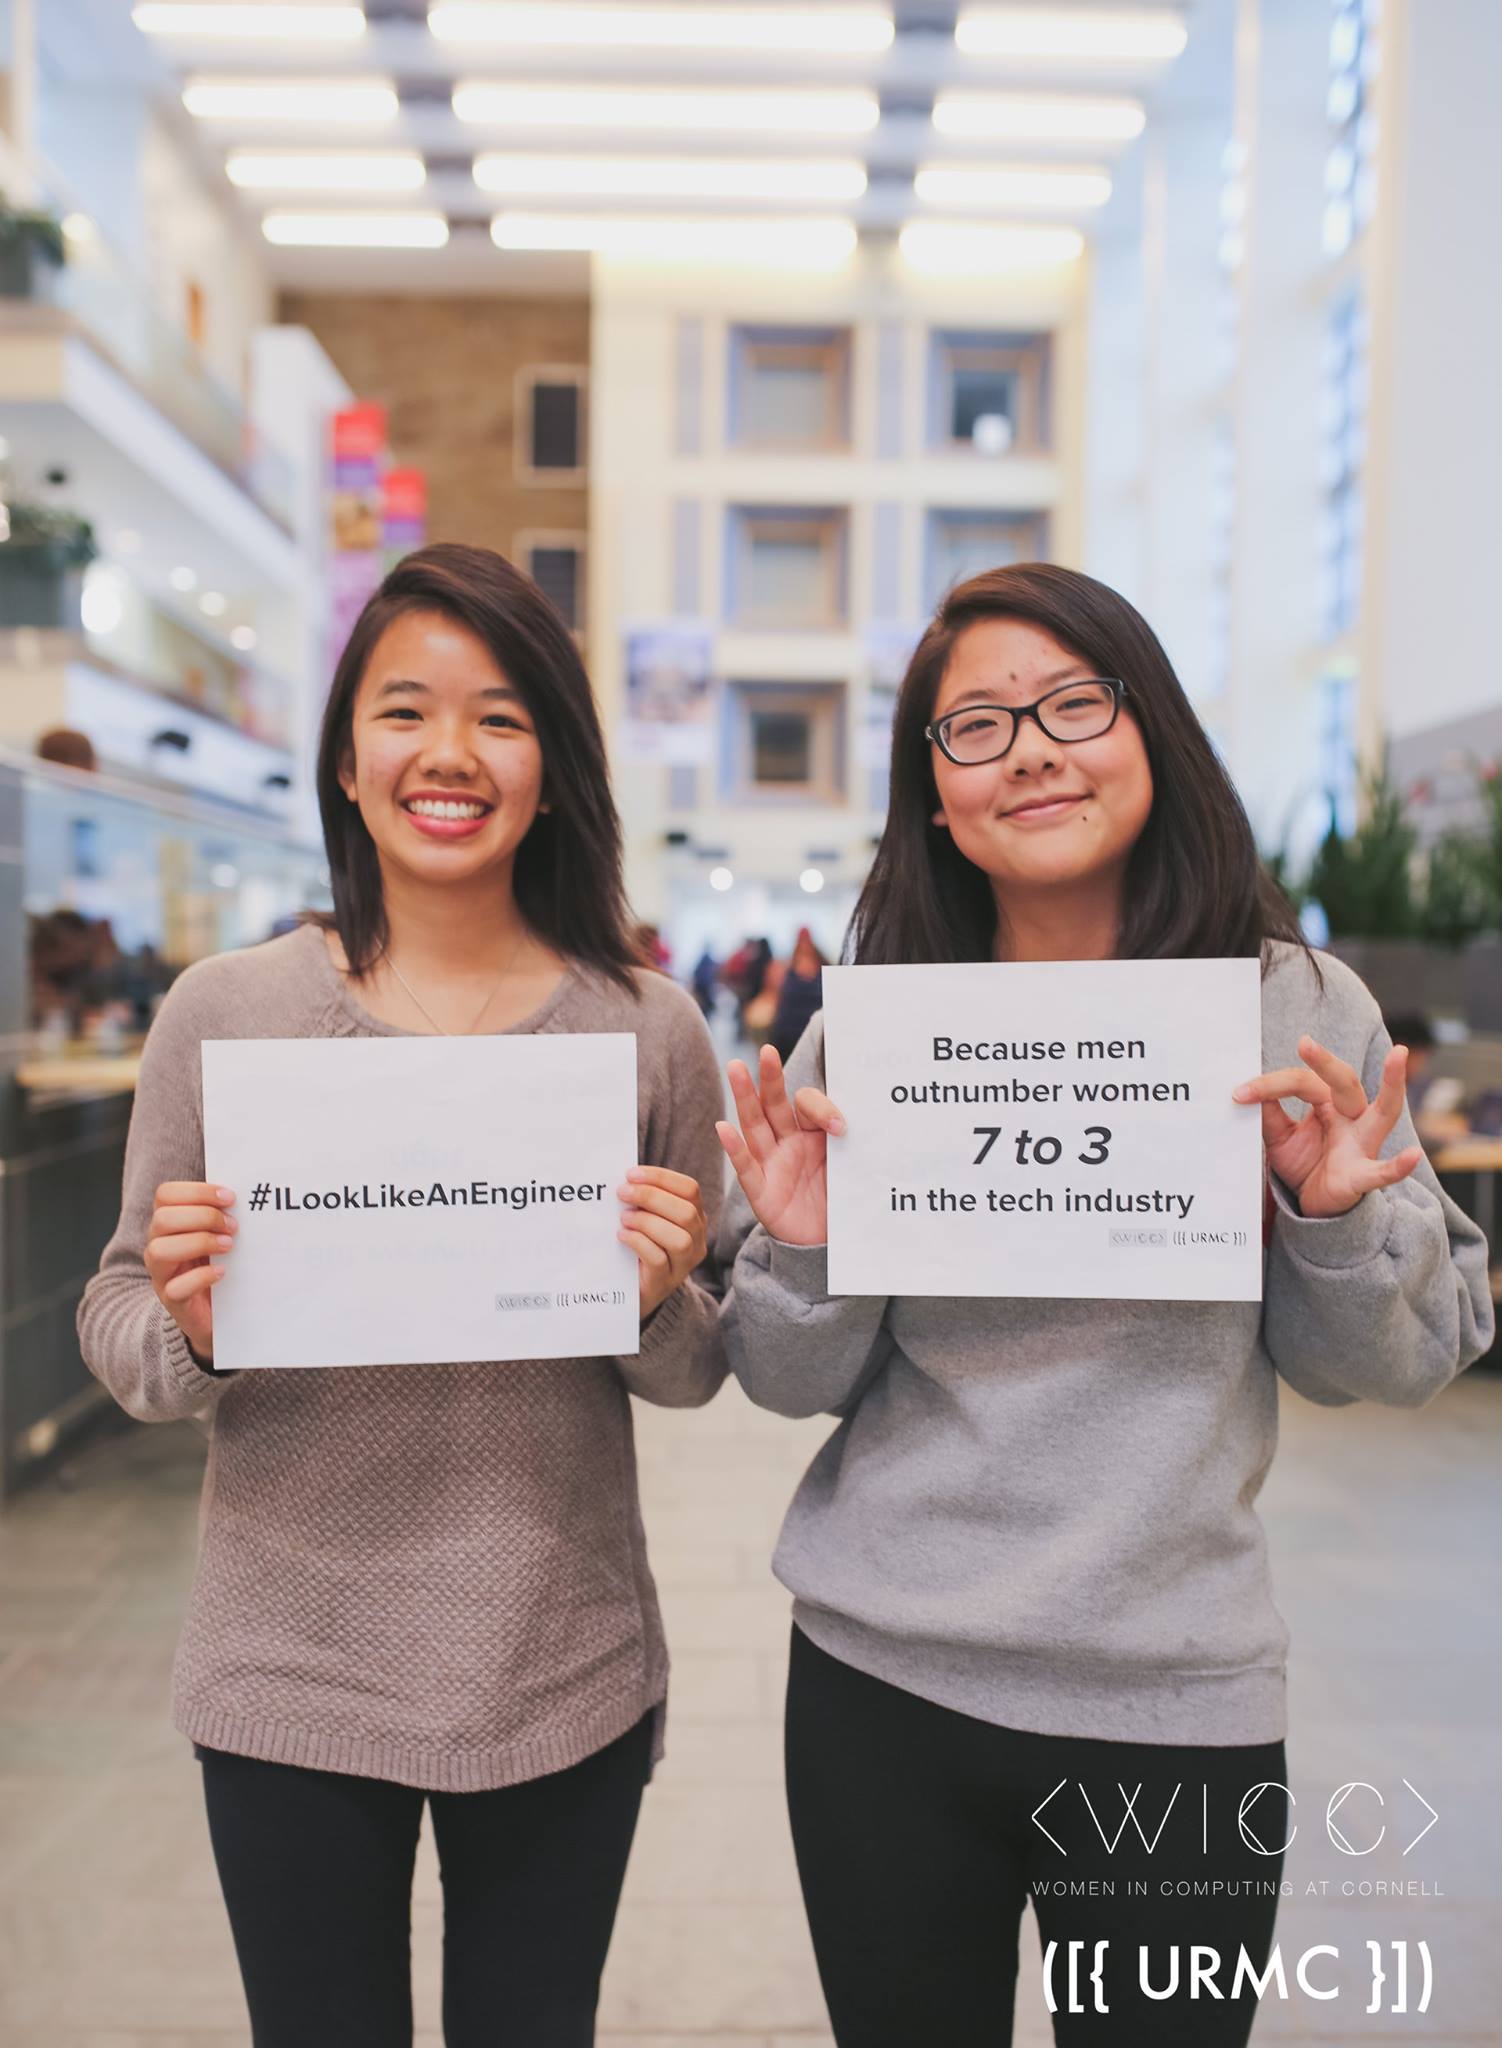 #ILookLikeAnEngineer
<WICC> ([{ URMC }])
Because men
outnumber women
7 to 3
in the tech industry
<WICC> ([{ URMC }])
<WICC>
WOMEN IN COMPUTING AT CORNELL
([{ URMC }])